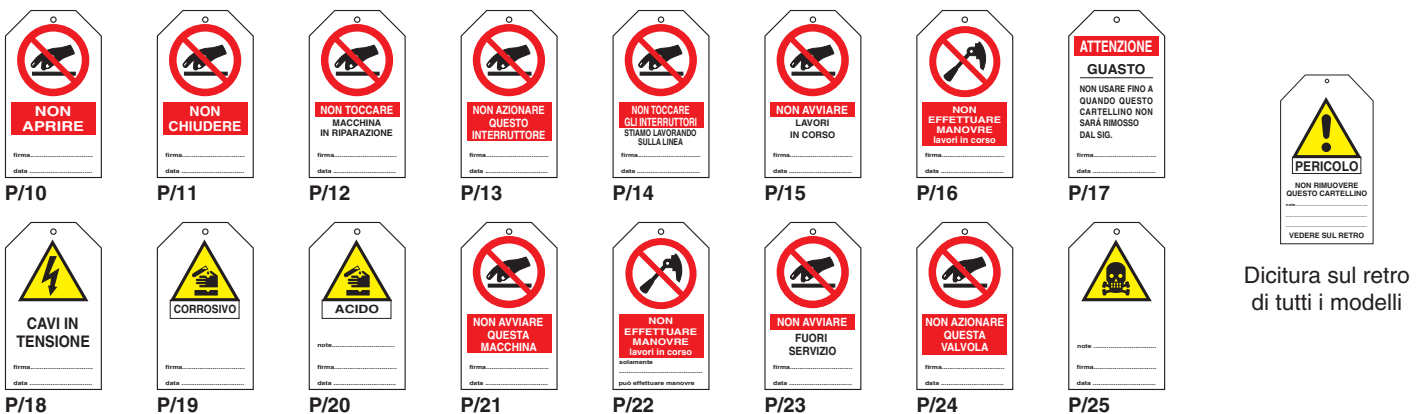 NON
APRIRE
firma..............................
data ..............................
P/10
NON
CHIUDERE
firma..............................
data ..............................
P/11
NON TOCCARE
MACCHINA
IN RIPARAZIONE
firma..............................
data ..............................
P/12
NON AZIONARE
QUESTO
INTERRUTTORE
firma..............................
data ..............................
P/13
NON TOCCARE
GLI INTERRUTTORI
STIAMO LAVORANDO
SULLA LINEA
firma..............................
data ..............................
P/14
NON AVVIARE
LAVORI
IN CORSO
firma..............................
data ..............................
P/15
NON
EFFETTUARE
MANOVRE
lavori in corso
firma..............................
data ..............................
P/16
ATTENZIONE
GUASTO
NON USARE FINO A
QUANDO QUESTO
CARTELLINO NON
SARÁ RIMOSSO
DAL SIG.
firma..............................
data ..............................
P/17
PERICOLO
NON RIMUOVERE
QUESTO CARTELLINO
note..............................
..............................
..............................
VEDERE SUL RETRO
Dicitura sul retro
di tutti i modelli
CAVI IN
TENSIONE
firma..............................
data ..............................
P/18
CORROSIVO
firma..............................
data ..............................
P/19
ACIDO
note..............................
firma..............................
data ..............................
P/20
NON AVVIARE
QUESTA
MACCHINA
firma..............................
data ..............................
P/21
NON
EFFETTUARE
MANOVRE
lavori in corso
solamente
..............................
può effettuare manovre
P/22
NON AVVIARE
FUORI
SERVIZIO
firma..............................
data ..............................
P/23
NON AZIONARE
QUESTA
VALVOLA
firma..............................
data ..............................
P/24
note ..............................
firma..............................
data ..............................
P/25